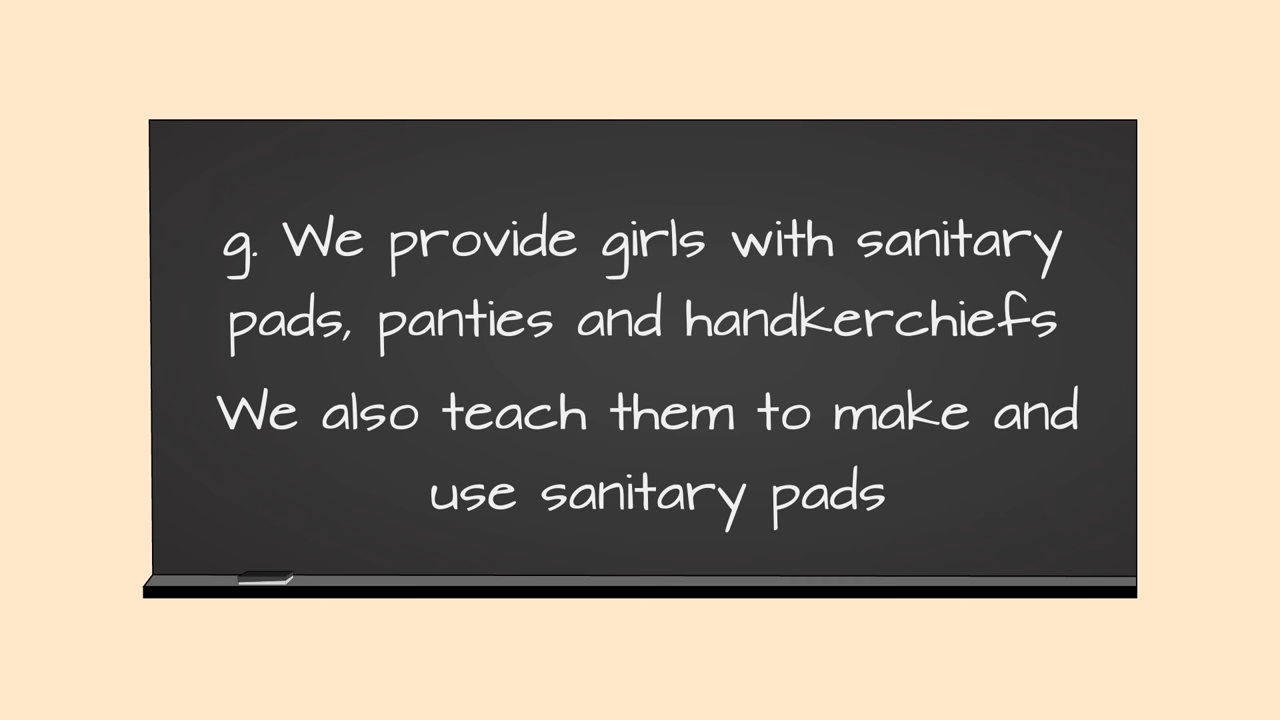 g. We provide girls with sanitary
pads, panties and handkerchiefs
We also teach them to make and
use sanitary pads